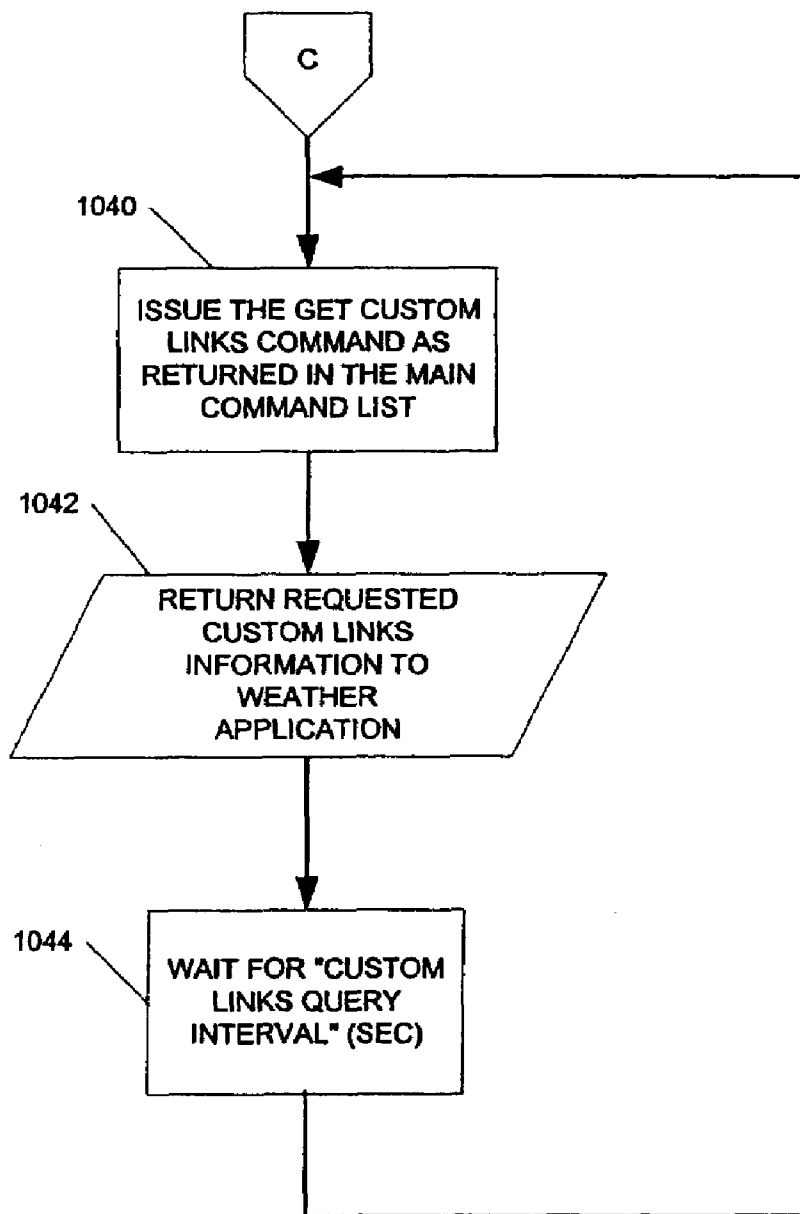 C
1040
ISSUE THE GET CUSTOM
LINKS COMMAND AS
RETURNED IN THE MAIN
COMMAND LIST
1042
RETURN REQUESTED
CUSTOM LINKS
INFORMATION TO
WEATHER
APPLICATION
1044
WAIT FOR "CUSTOM
LINKS QUERY
INTERVAL" (SEC)